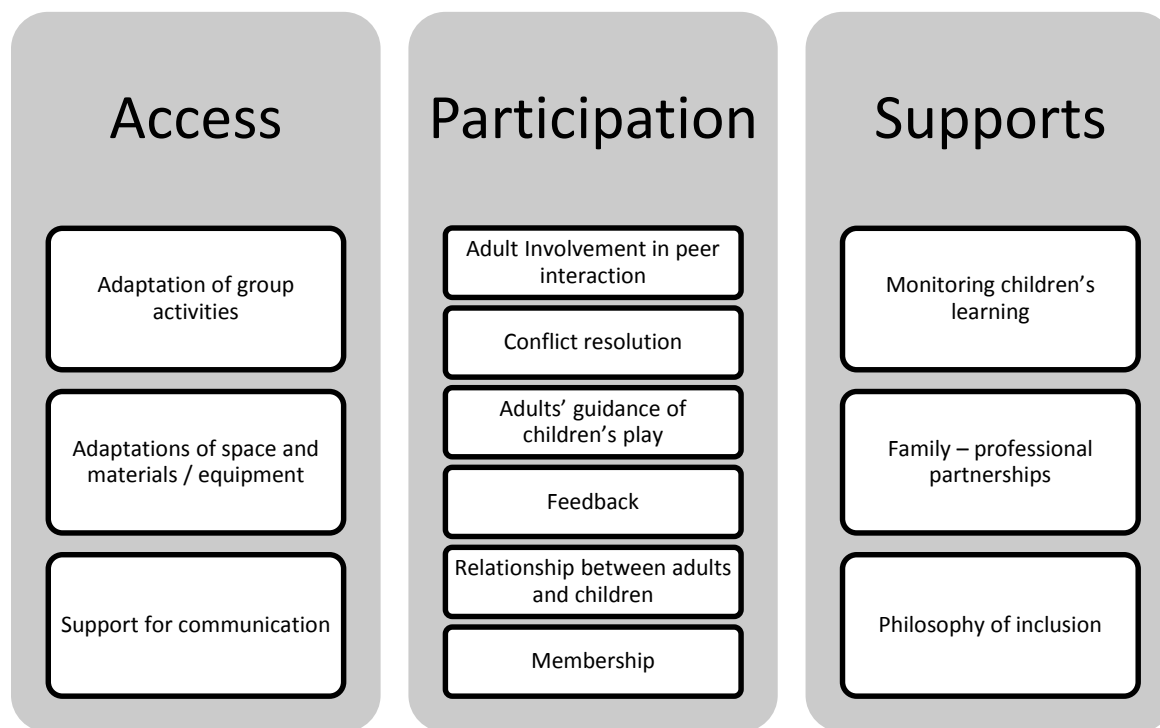 Access
Adaptation of group
activities
Adaptations of space and
materials / equipment
Support for communication
Participation
Adult Involvement in peer
interaction
Conflict resolution
Adults’ guidance of
children’s play
Feedback
Relationship between adults
and children
Membership
Supports
Monitoring children’s
learning
Family – professional
partnerships
Philosophy of inclusion